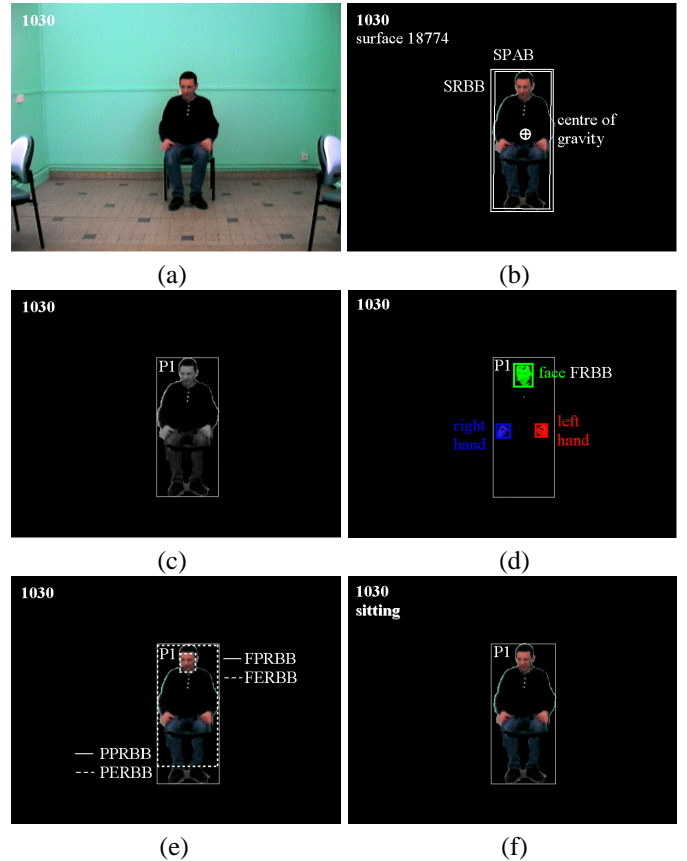 1030
1030
surface 18774
SPAB
SRBB
centre of
gravity
(a)
(b)
1030
P1
1030
P1
face FRBB
right
hand
left
hand
(c)
(d)
1030
P1
FPRBB
FERBB
PPRBB
PERBB
1030
sitting
P1
(e)
(f)